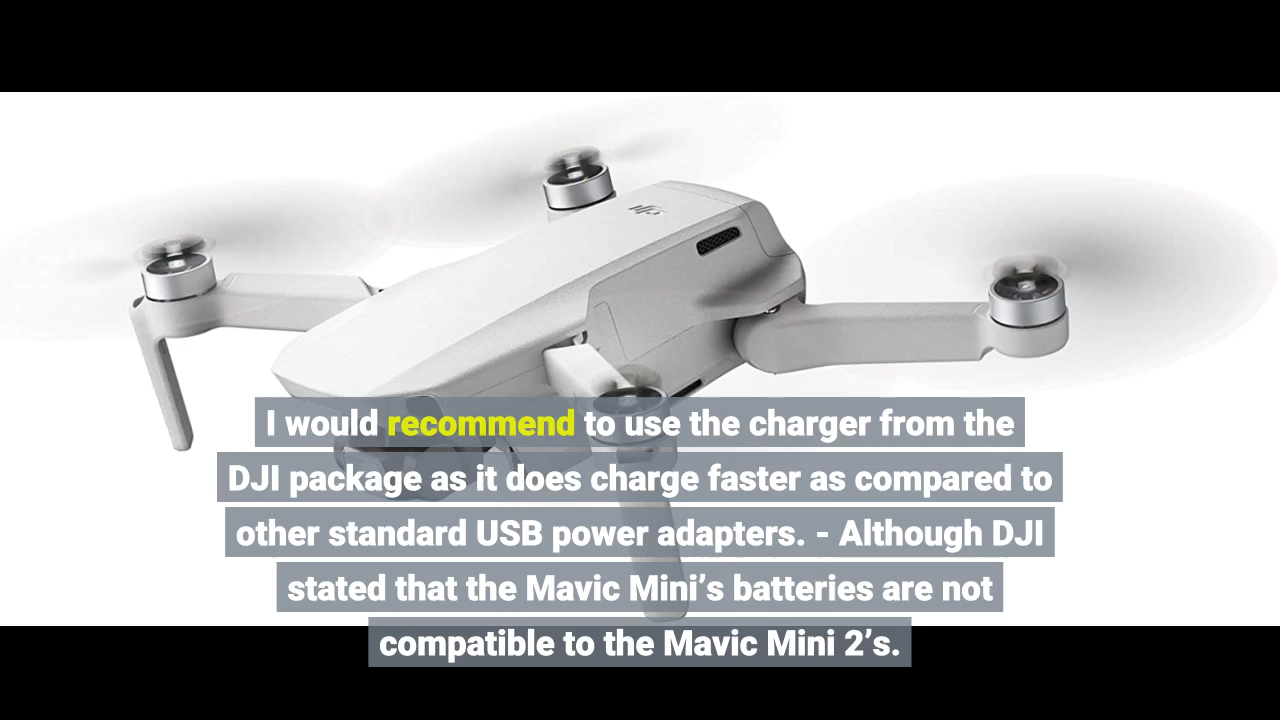 dji
I would recommend to use the charger from the
DJI package as it does charge faster as compared to
other standard USB power adapters. - Although DJI
stated that the Mavic Mini’s batteries are not
compatible to the Mavic Mini 2’s.